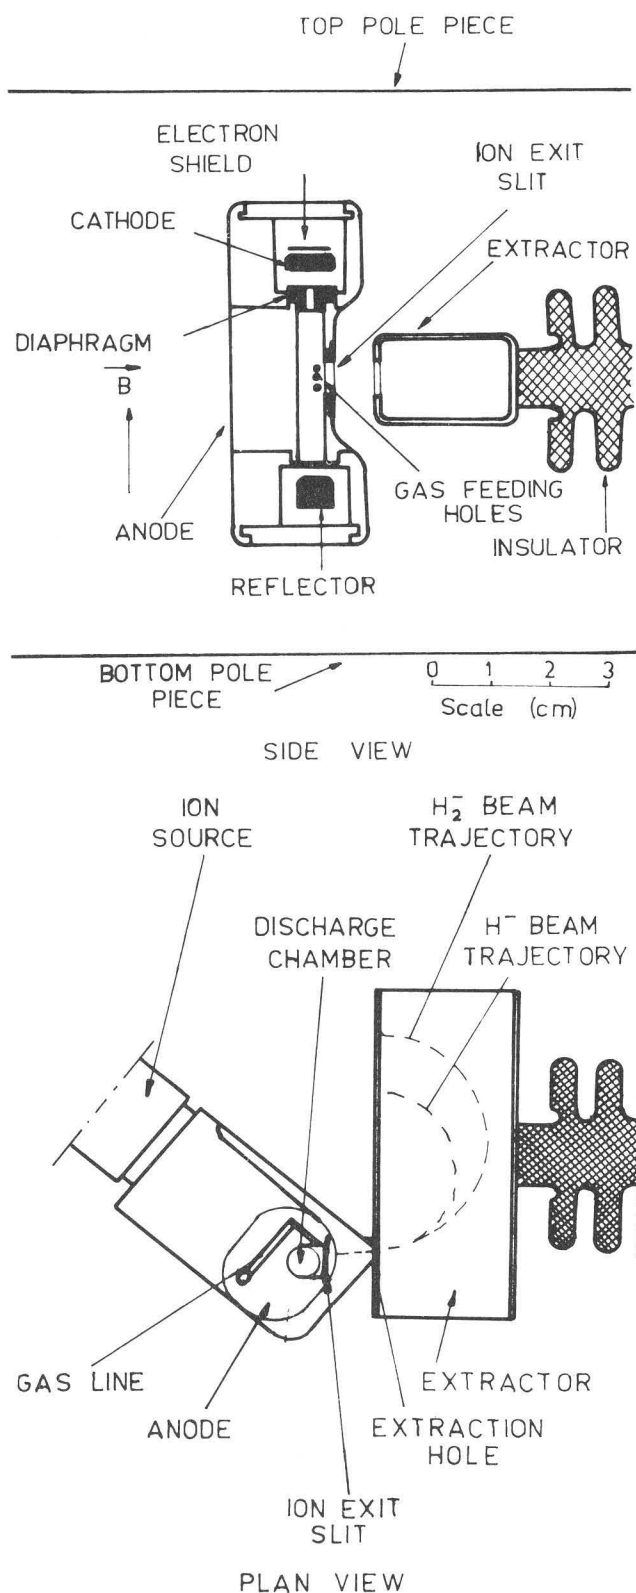 TOP POLE PIECE
ELECTRON
SHIELD
ION EXIT
SLIT
CATHODE
EXTRACTOR
DIAPHRAGM
B
GAS FEEDING
HOLES
ANODE
INSULATOR
REFLECTOR
BOTTOM POLE
PIECE
0 1 2 3
Scale (cm)
SIDE VIEW
ION
SOURCE
H₂⁻ BEAM
TRAJECTORY
DISCHARGE
CHAMBER
H⁻ BEAM
TRAJECTORY
GAS LINE
EXTRACTOR
ANODE
EXTRACTION
HOLE
ION EXIT
SLIT
PLAN VIEW